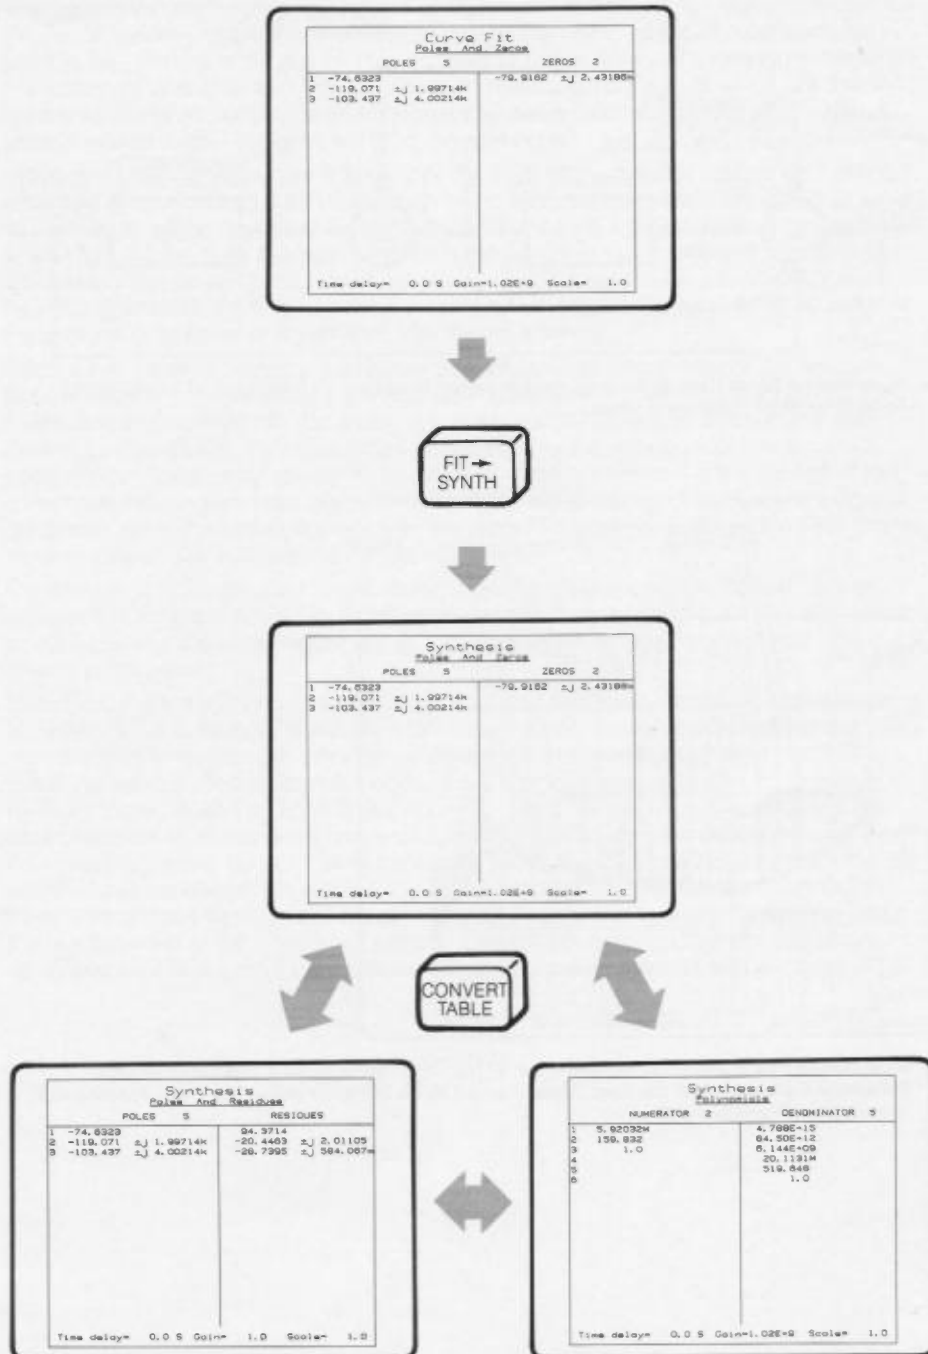 Curve Fit
Poles And Zeros
POLES 5 ZEROS 2
1 -74.6323 -79.9162 ±j 2.43186m
2 -119.071 ±j 1.99714k
3 -103.437 ±j 4.00214k
Time delay= 0.0 S Gain=1.02E+9 Scale= 1.0
FIT→
SYNTH
Synthesis
Poles And Zeros
POLES 5 ZEROS 2
1 -74.6323 -79.9162 ±j 2.43186m
2 -119.071 ±j 1.99714k
3 -103.437 ±j 4.00214k
Time delay= 0.0 S Gain=1.02E+9 Scale= 1.0
CONVERT
TABLE
Synthesis
Poles And Residues
POLES 5 RESIDUES
1 -74.6323 94.3714
2 -119.071 ±j 1.99714k -20.4463 ±j 2.01105
3 -103.437 ±j 4.00214k -26.7395 ±j 584.067m
Time delay= 0.0 S Gain= 1.0 Scale= 1.0
Synthesis
Polynomials
NUMERATOR 2 DENOMINATOR 5
1 5.92032M 4.788E+15
2 159.832 64.50E+12
3 1.0 6.144E+09
4 20.1131M
5 519.648
6 1.0
Time delay= 0.0 S Gain=1.02E+9 Scale= 1.0